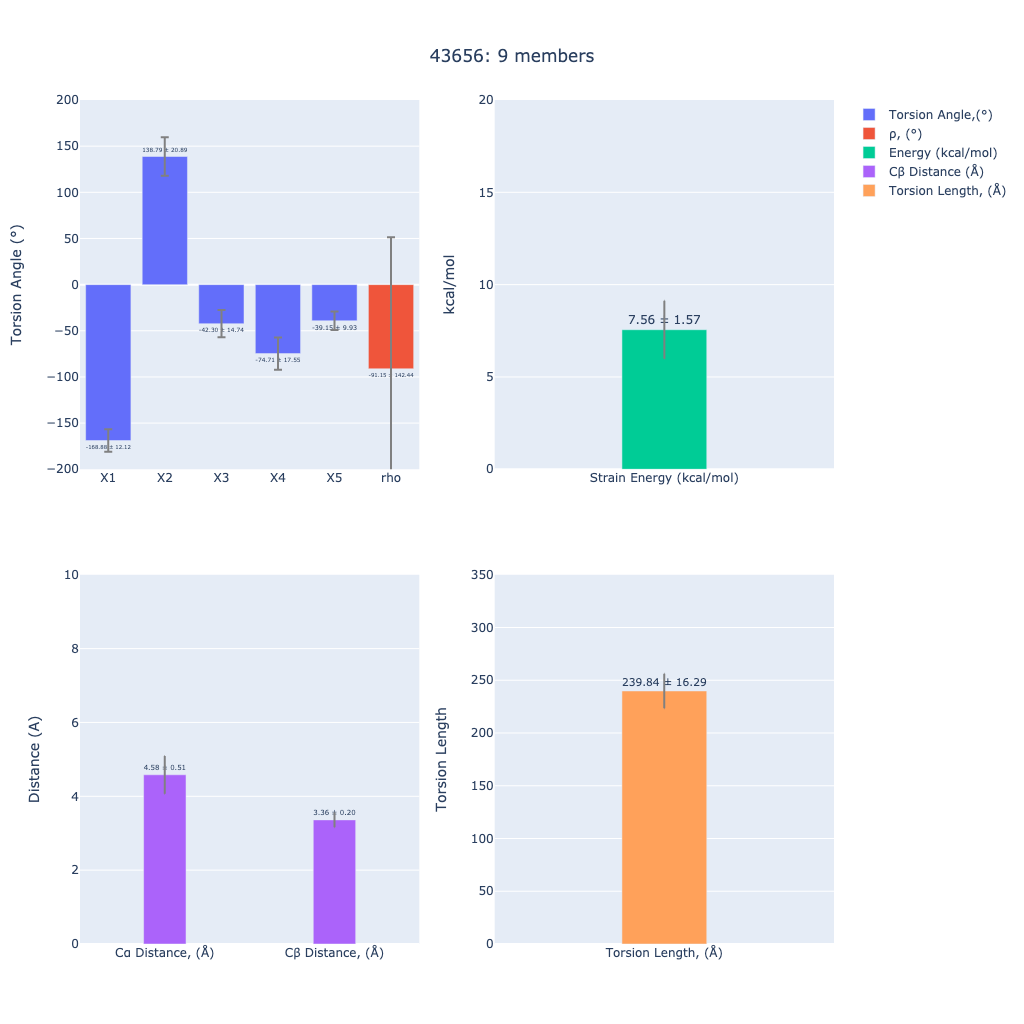 43656: 9 members
Torsion Angle (°)
200
150
100
50
0
−50
−100
−150
−200
138.79 ± 20.89
-42.30 ± 14.74
-74.71 ± 17.55
-39.15 ± 9.93
-91.15 ± 142.44
-168.88 ± 12.12
X1 X2 X3 X4 X5 rho
kcal/mol
20
15
10
5
0
7.56 ± 1.57
Strain Energy (kcal/mol)
Torsion Angle,(°)
ρ, (°)
Energy (kcal/mol)
Cβ Distance (Å)
Torsion Length, (Å)
Distance (A)
10
8
6
4
2
0
4.58 ± 0.51
3.36 ± 0.20
Cα Distance, (Å) Cβ Distance, (Å)
Torsion Length
350
300
250
200
150
100
50
0
239.84 ± 16.29
Torsion Length, (Å)